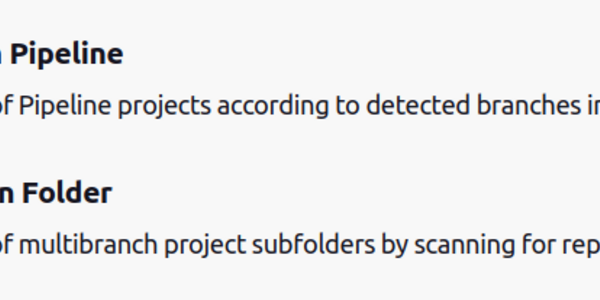 Pipeline
of Pipeline projects according to detected branches in
n Folder
of multibranch project subfolders by scanning for rep